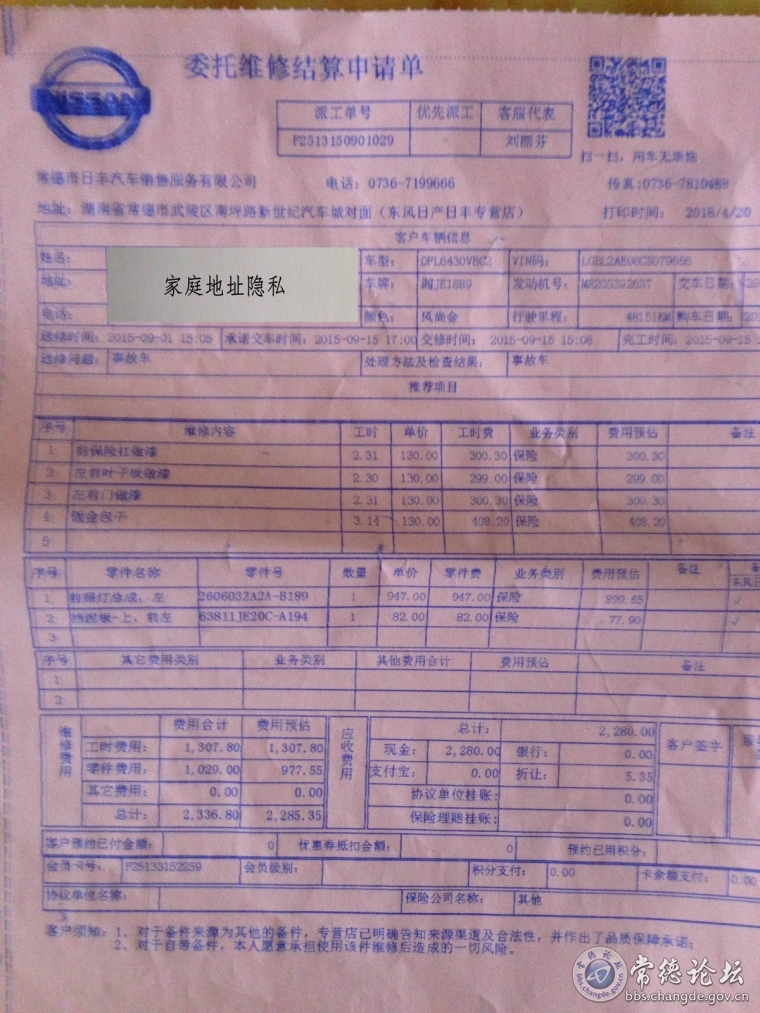 委托维修结算申请单
NISSAN
派工单号 优先派工 客服代表
F2513150901029 刘丽芬
扫一扫，用车无烦恼
常德市日丰汽车销售服务有限公司 电话：0736-7199666 传真:0736-7810488
地址：湖南省常德市武陵区南坪路新世纪汽车城对面（东风日产日丰专营店） 打印时间： 2018/4/20
客户车辆信息
姓名： 车型： DFL6430VBC2 VIN码： LGBL2AE08CS079666
地址： 家庭地址隐私 车牌： 湘JE1889 发动机号： MR20539263T 交车日期：
电话： 颜色： 风尚金 行驶里程： 48151KM 购车日期：
送修时间：2015-09-01 15:05 承诺交车时间：2015-09-15 17:00 交修时间： 2015-09-15 15:08 完工时间：2015-09-15
送修问题： 事故车 处理方法及检查结果： 事故车
推荐项目
序号 维修内容 工时 单价 工时费 业务类别 费用预估 备注
1 前保险杠做漆 2.31 130.00 300.30 保险 300.30
2 左前叶子板做漆 2.30 130.00 299.00 保险 299.00
3 左前门做漆 2.31 130.00 300.30 保险 300.30
4 钣金包干 3.14 130.00 408.20 保险 408.20
5
序号 零件名称 零件号 数量 单价 零件费 业务类别 费用预估 备注
东风日
1 前照灯总成，左 260603ZA2A-B189 1 947.00 947.00 保险 899.65 ✓
2 挡泥板-上，前左 63811JE20C-A194 1 82.00 82.00 保险 77.90 ✓
3
序号 其它费用类别 业务类别 其他费用合计 费用预估 备注
1
2
维修费用 费用合计 费用预估 应收费用 总计： 2,280.00 客户签字
工时费用： 1,307.80 1,307.80 现金： 2,280.00 银行： 0.00
零件费用： 1,029.00 977.55 支付宝： 0.00 折让： 5.35
其它费用： 0.00 0.00 协议单位挂账： 0.00
总计： 2,336.80 2,285.35 保险理赔挂账： 0.00
客户预约已付金额： 0 优惠券抵扣金额： 0 预约已用积分：
会员卡号： F25133152259 会员级别： 积分支付： 0.00 卡余额支付： 0.00
协议单位名称： 保险公司名称： 其他
客户须知：1、对于备件来源为其他的备件，专营店已明确告知来源渠道及合法性，并作出了品质保障承诺；
2、对于自带备件，本人愿意承担使用该件维修后造成的一切风险。
常德论坛
bbs.changde.gov.cn